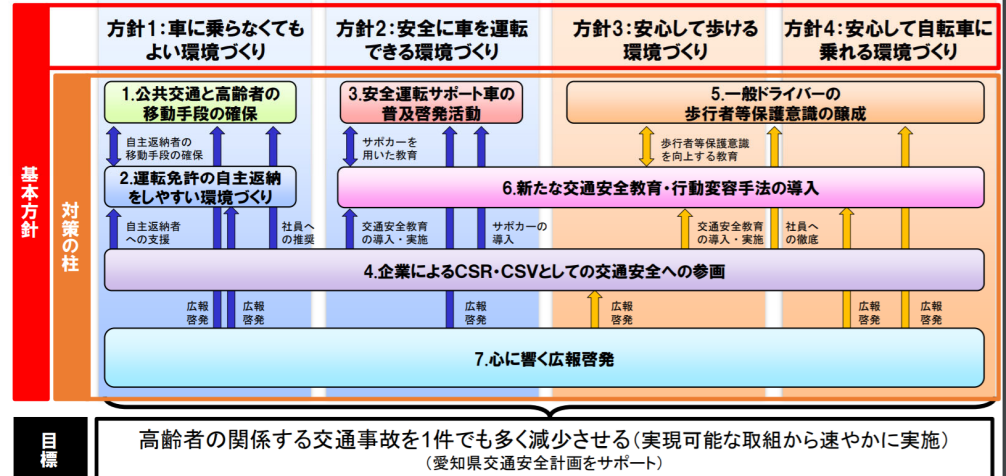 方針1：車に乗らなくても
よい環境づくり
方針2：安全に車を運転
できる環境づくり
方針3：安心して歩ける
環境づくり
方針4：安心して自転車に
乗れる環境づくり
基本方針
対策の柱
1.公共交通と高齢者の
移動手段の確保
3.安全運転サポート車の
普及啓発活動
5.一般ドライバーの
歩行者等保護意識の醸成
自主返納者の
移動手段の確保
サポカーを
用いた教育
歩行者等保護意識
を向上する教育
2.運転免許の自主返納
をしやすい環境づくり
6.新たな交通安全教育・行動変容手法の導入
自主返納者
への支援
社員へ
の推奨
交通安全教育
の導入・実施
サポカーの
導入
交通安全教育
の導入・実施
社員へ
の徹底
4.企業によるCSR・CSVとしての交通安全への参画
広報
啓発
広報
啓発
広報
啓発
広報
啓発
広報
啓発
広報
啓発
7.心に響く広報啓発
目標
高齢者の関係する交通事故を1件でも多く減少させる（実現可能な取組から速やかに実施）
（愛知県交通安全計画をサポート）